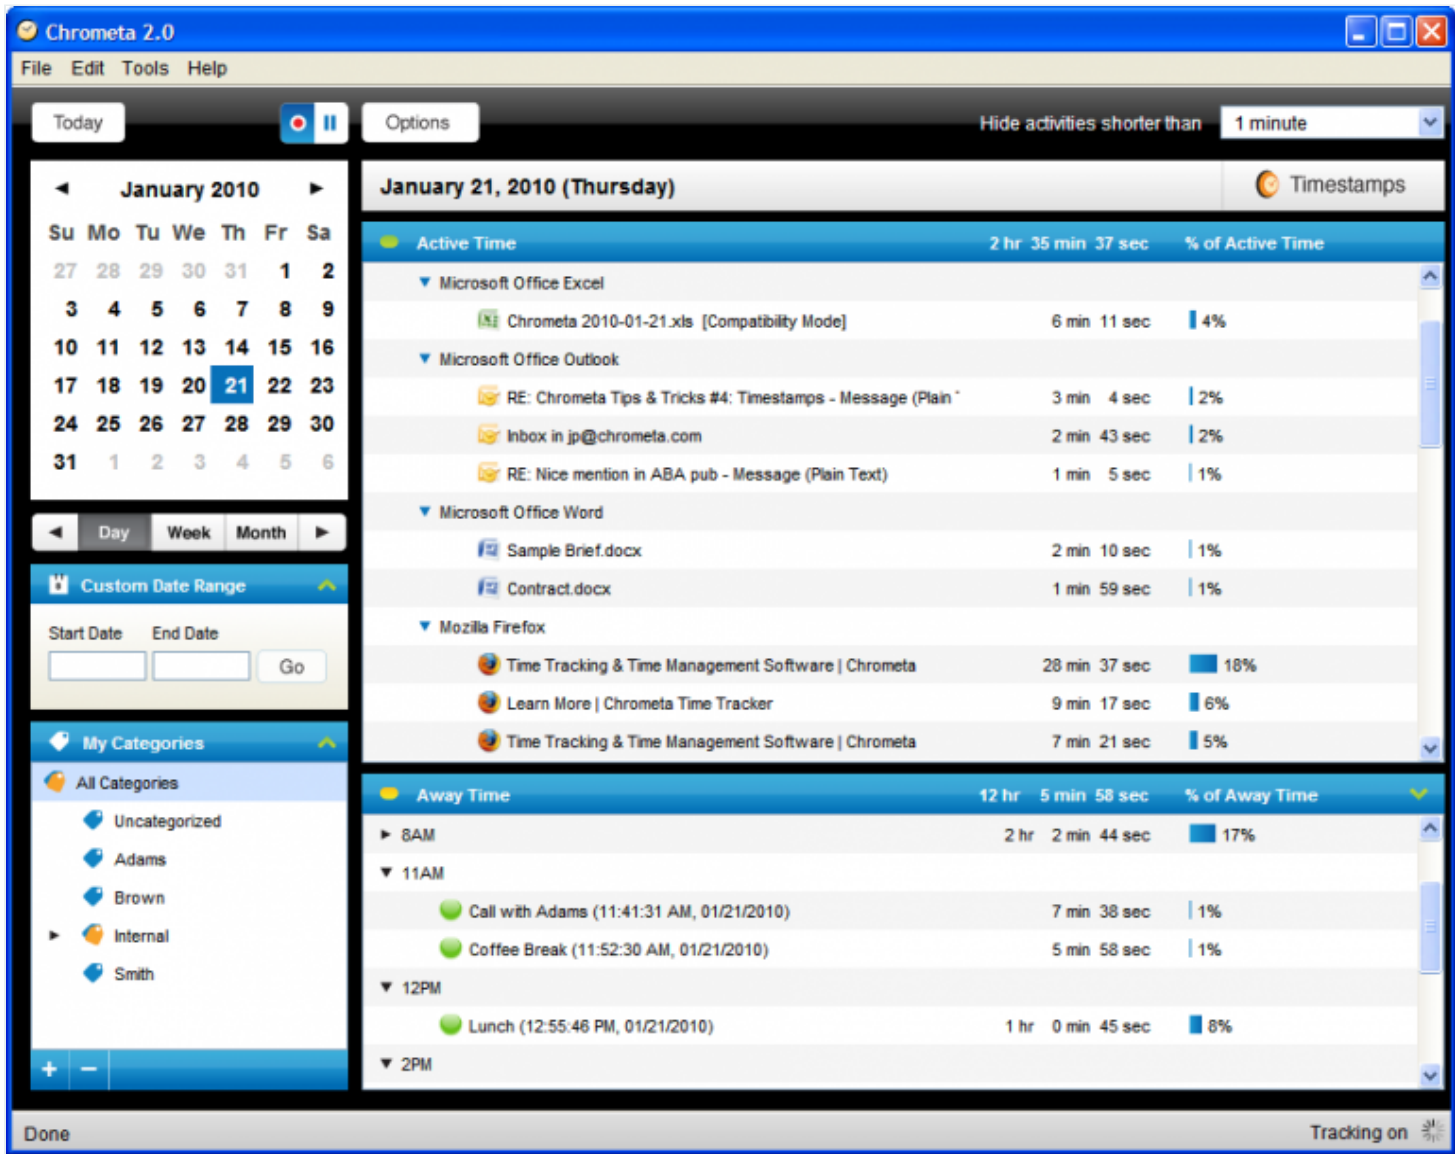 Chrometa 2.0
File Edit Tools Help
Today
Options
Hide activities shorter than 1 minute
January 2010
Su Mo Tu We Th Fr Sa
27 28 29 30 31 1 2
3 4 5 6 7 8 9
10 11 12 13 14 15 16
17 18 19 20 21 22 23
24 25 26 27 28 29 30
31 1 2 3 4 5 6
Day Week Month
Custom Date Range
Start Date End Date
Go
My Categories
All Categories
Uncategorized
Adams
Brown
Internal
Smith
+ −
January 21, 2010 (Thursday) Timestamps
Active Time 2 hr 35 min 37 sec % of Active Time
Microsoft Office Excel
Chrometa 2010-01-21.xls [Compatibility Mode] 6 min 11 sec 4%
Microsoft Office Outlook
RE: Chrometa Tips & Tricks #4: Timestamps - Message (Plain 3 min 4 sec 2%
Inbox in jp@chrometa.com 2 min 43 sec 2%
RE: Nice mention in ABA pub - Message (Plain Text) 1 min 5 sec 1%
Microsoft Office Word
Sample Brief.docx 2 min 10 sec 1%
Contract.docx 1 min 59 sec 1%
Mozilla Firefox
Time Tracking & Time Management Software | Chrometa 28 min 37 sec 18%
Learn More | Chrometa Time Tracker 9 min 17 sec 6%
Time Tracking & Time Management Software | Chrometa 7 min 21 sec 5%
Away Time 12 hr 5 min 58 sec % of Away Time
8AM 2 hr 2 min 44 sec 17%
11AM
Call with Adams (11:41:31 AM, 01/21/2010) 7 min 38 sec 1%
Coffee Break (11:52:30 AM, 01/21/2010) 5 min 58 sec 1%
12PM
Lunch (12:55:46 PM, 01/21/2010) 1 hr 0 min 45 sec 8%
2PM
Done
Tracking on